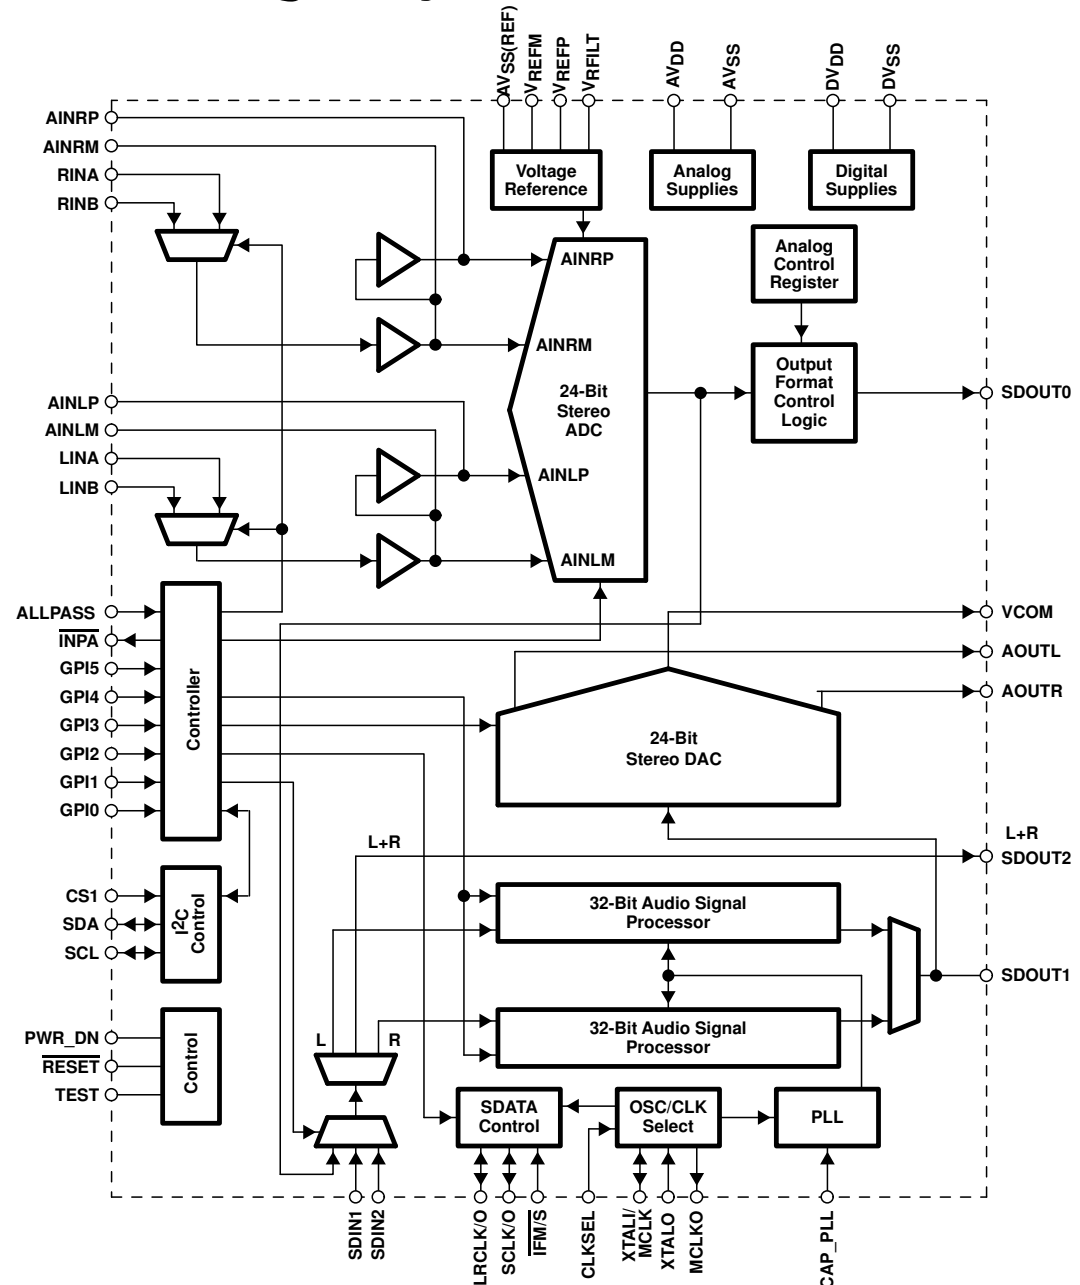 AVSS(REF)
VREFM
VREFP
VRFILT
AVDD
AVSS
DVDD
DVSS
AINRP
AINRM
RINA
RINB
Voltage
Reference
Analog
Supplies
Digital
Supplies
Analog
Control
Register
AINRP
AINRM
24-Bit
Stereo
ADC
AINLP
AINLM
Output
Format
Control
Logic
SDOUT0
AINLP
AINLM
LINA
LINB
ALLPASS
INPA
GPI5
GPI4
GPI3
GPI2
GPI1
GPI0
Controller
VCOM
AOUTL
AOUTR
24-Bit
Stereo DAC
L+R
L+R
SDOUT2
CS1
SDA
SCL
I2C
Control
32-Bit Audio Signal
Processor
SDOUT1
32-Bit Audio Signal
Processor
PWR_DN
RESET
TEST
Control
L
R
SDATA
Control
OSC/CLK
Select
PLL
SDIN1
SDIN2
LRCLK/O
SCLK/O
IFM/S
CLKSEL
XTALI/
MCLK
XTALO
MCLKO
CAP_PLL